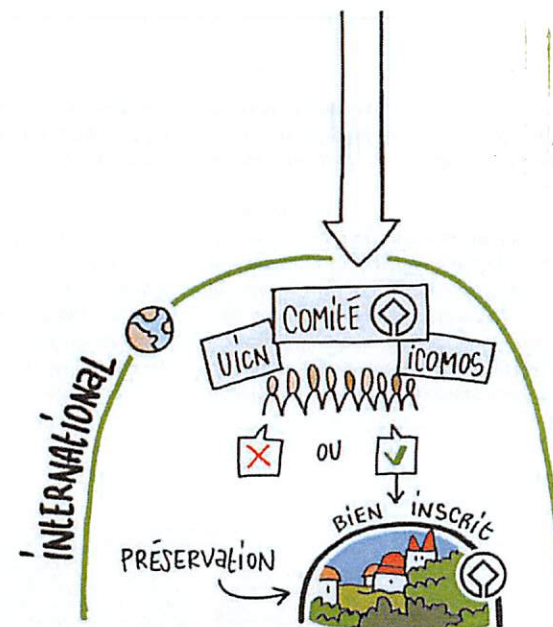 COMITÉ
UICN
ICOMOS
OU
INTERNATIONAL
BIEN INSCRIT
PRÉSERVATION